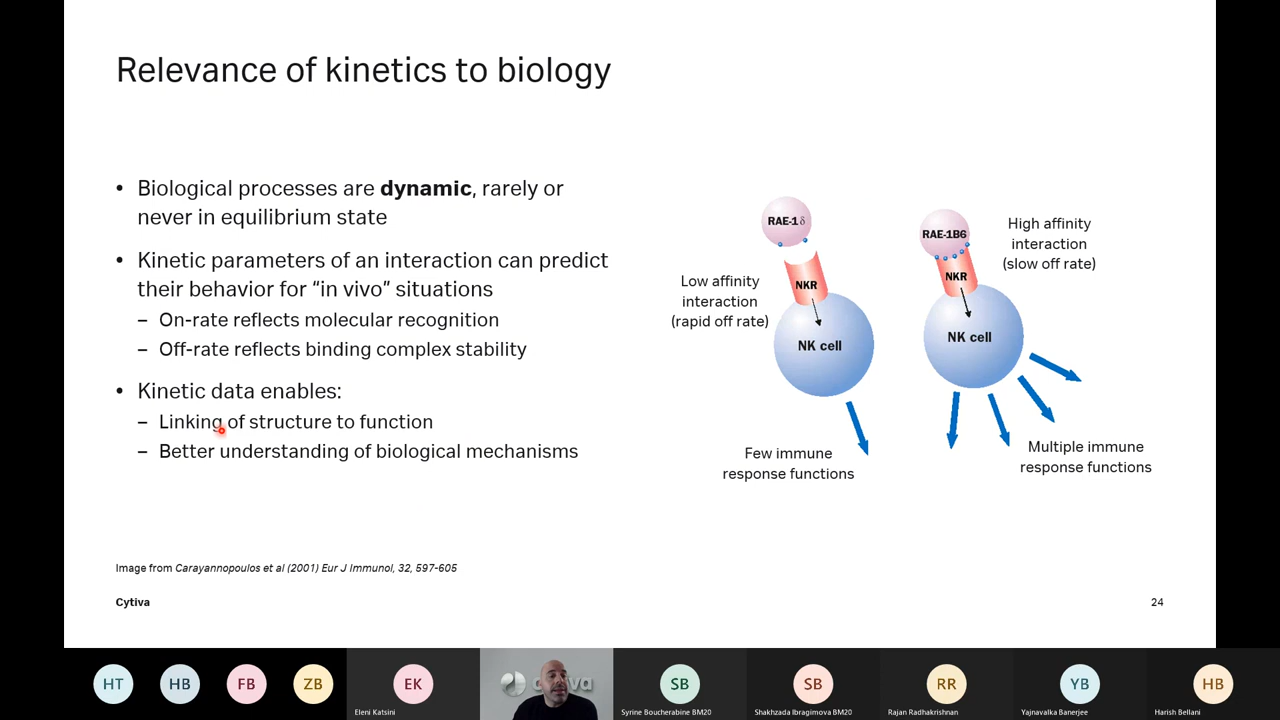 Relevance of kinetics to biology
• Biological processes are dynamic, rarely or
never in equilibrium state
• Kinetic parameters of an interaction can predict
their behavior for “in vivo” situations
– On-rate reflects molecular recognition
– Off-rate reflects binding complex stability
• Kinetic data enables:
– Linking of structure to function
– Better understanding of biological mechanisms
RAE-1δ
NKR
NK cell
Low affinity
interaction
(rapid off rate)
Few immune
response functions
RAE-1B6
NKR
NK cell
High affinity
interaction
(slow off rate)
Multiple immune
response functions
Image from Carayannopoulos et al (2001) Eur J Immunol, 32, 597-605
Cytiva
24
HT
HB
FB
ZB
EK
Eleni Katsini
SB
Syrine Boucherabine BM20
SB
Shakhzada Ibragimova BM20
RR
Rajan Radhakrishnan
YB
Yajnavalka Banerjee
HB
Harish Bellani